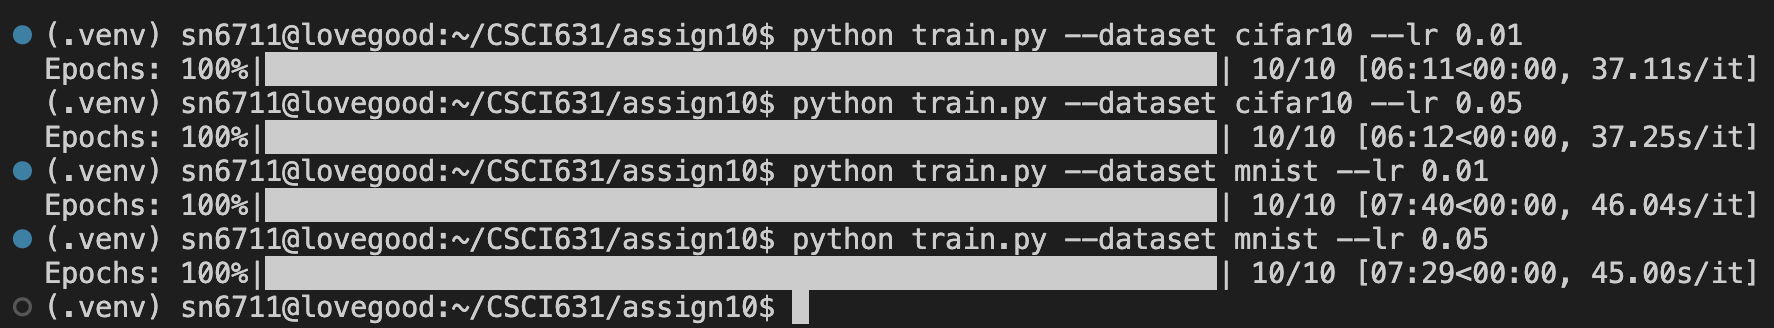 (.venv) sn6711@lovegood:~/CSCI631/assign10$ python train.py --dataset cifar10 --lr 0.01
Epochs: 100%|██████████| 10/10 [06:11<00:00, 37.11s/it]
(.venv) sn6711@lovegood:~/CSCI631/assign10$ python train.py --dataset cifar10 --lr 0.05
Epochs: 100%|██████████| 10/10 [06:12<00:00, 37.25s/it]
(.venv) sn6711@lovegood:~/CSCI631/assign10$ python train.py --dataset mnist --lr 0.01
Epochs: 100%|██████████| 10/10 [07:40<00:00, 46.04s/it]
(.venv) sn6711@lovegood:~/CSCI631/assign10$ python train.py --dataset mnist --lr 0.05
Epochs: 100%|██████████| 10/10 [07:29<00:00, 45.00s/it]
(.venv) sn6711@lovegood:~/CSCI631/assign10$